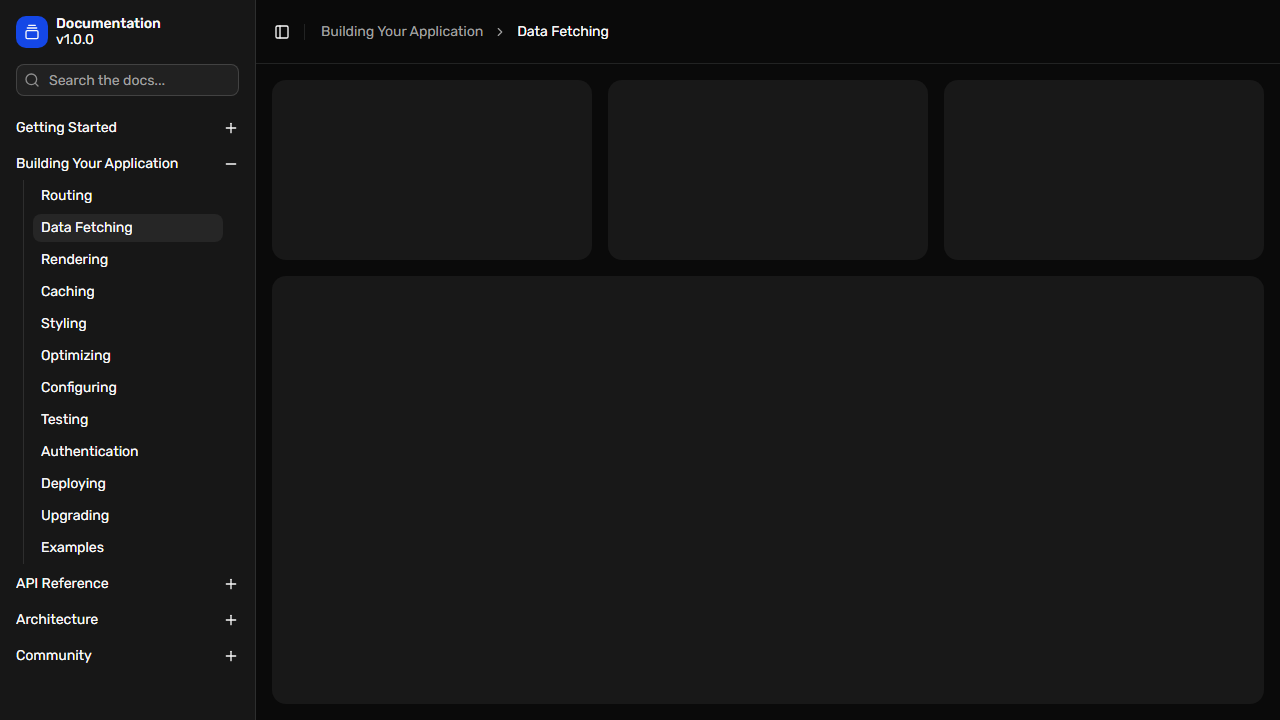 Documentation
v1.0.0
Search the docs...
Getting Started
Building Your Application
Routing
Data Fetching
Rendering
Caching
Styling
Optimizing
Configuring
Testing
Authentication
Deploying
Upgrading
Examples
API Reference
Architecture
Community
Building Your Application > Data Fetching